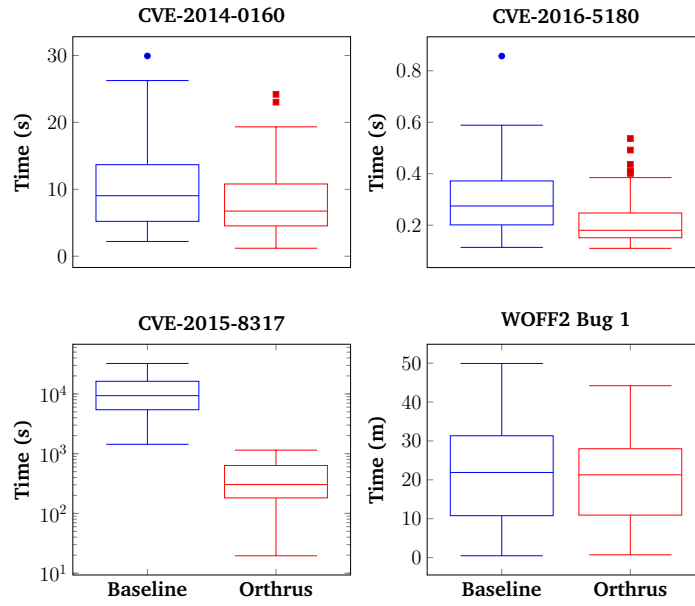 CVE-2014-0160
CVE-2016-5180
Time (s)
30
20
10
0
Time (s)
0.8
0.6
0.4
0.2
CVE-2015-8317
WOFF2 Bug 1
Time (s)
10^4
10^3
10^2
10^1
Time (m)
50
40
30
20
10
0
Baseline Orthrus
Baseline Orthrus